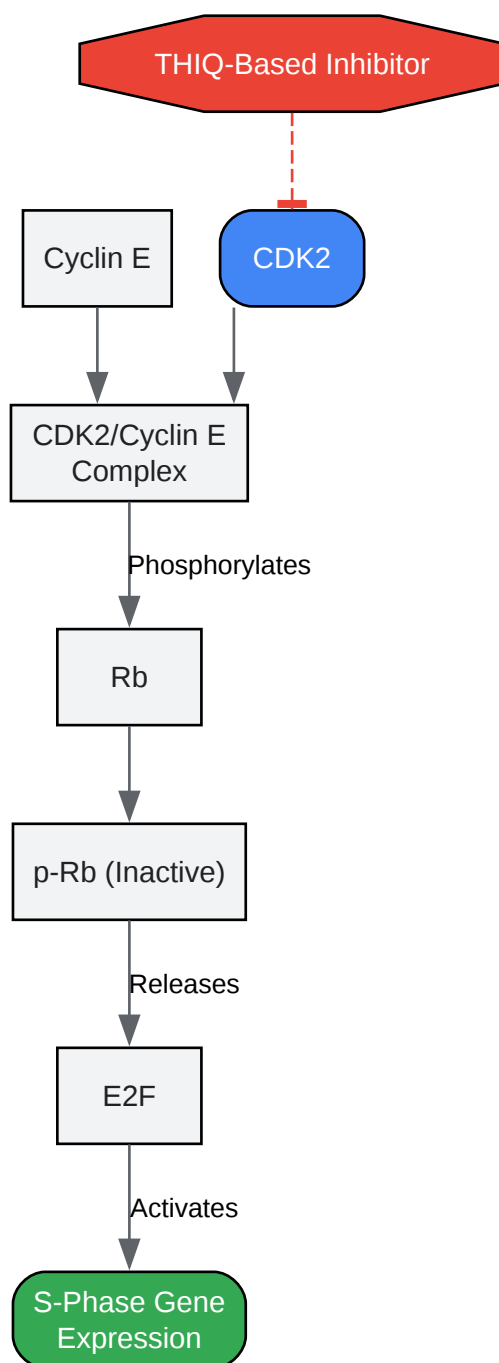 THIQ-Based Inhibitor
Cyclin E
CDK2
CDK2/Cyclin E
Complex
Phosphorylates
Rb
p-Rb (Inactive)
Releases
E2F
Activates
S-Phase Gene
Expression